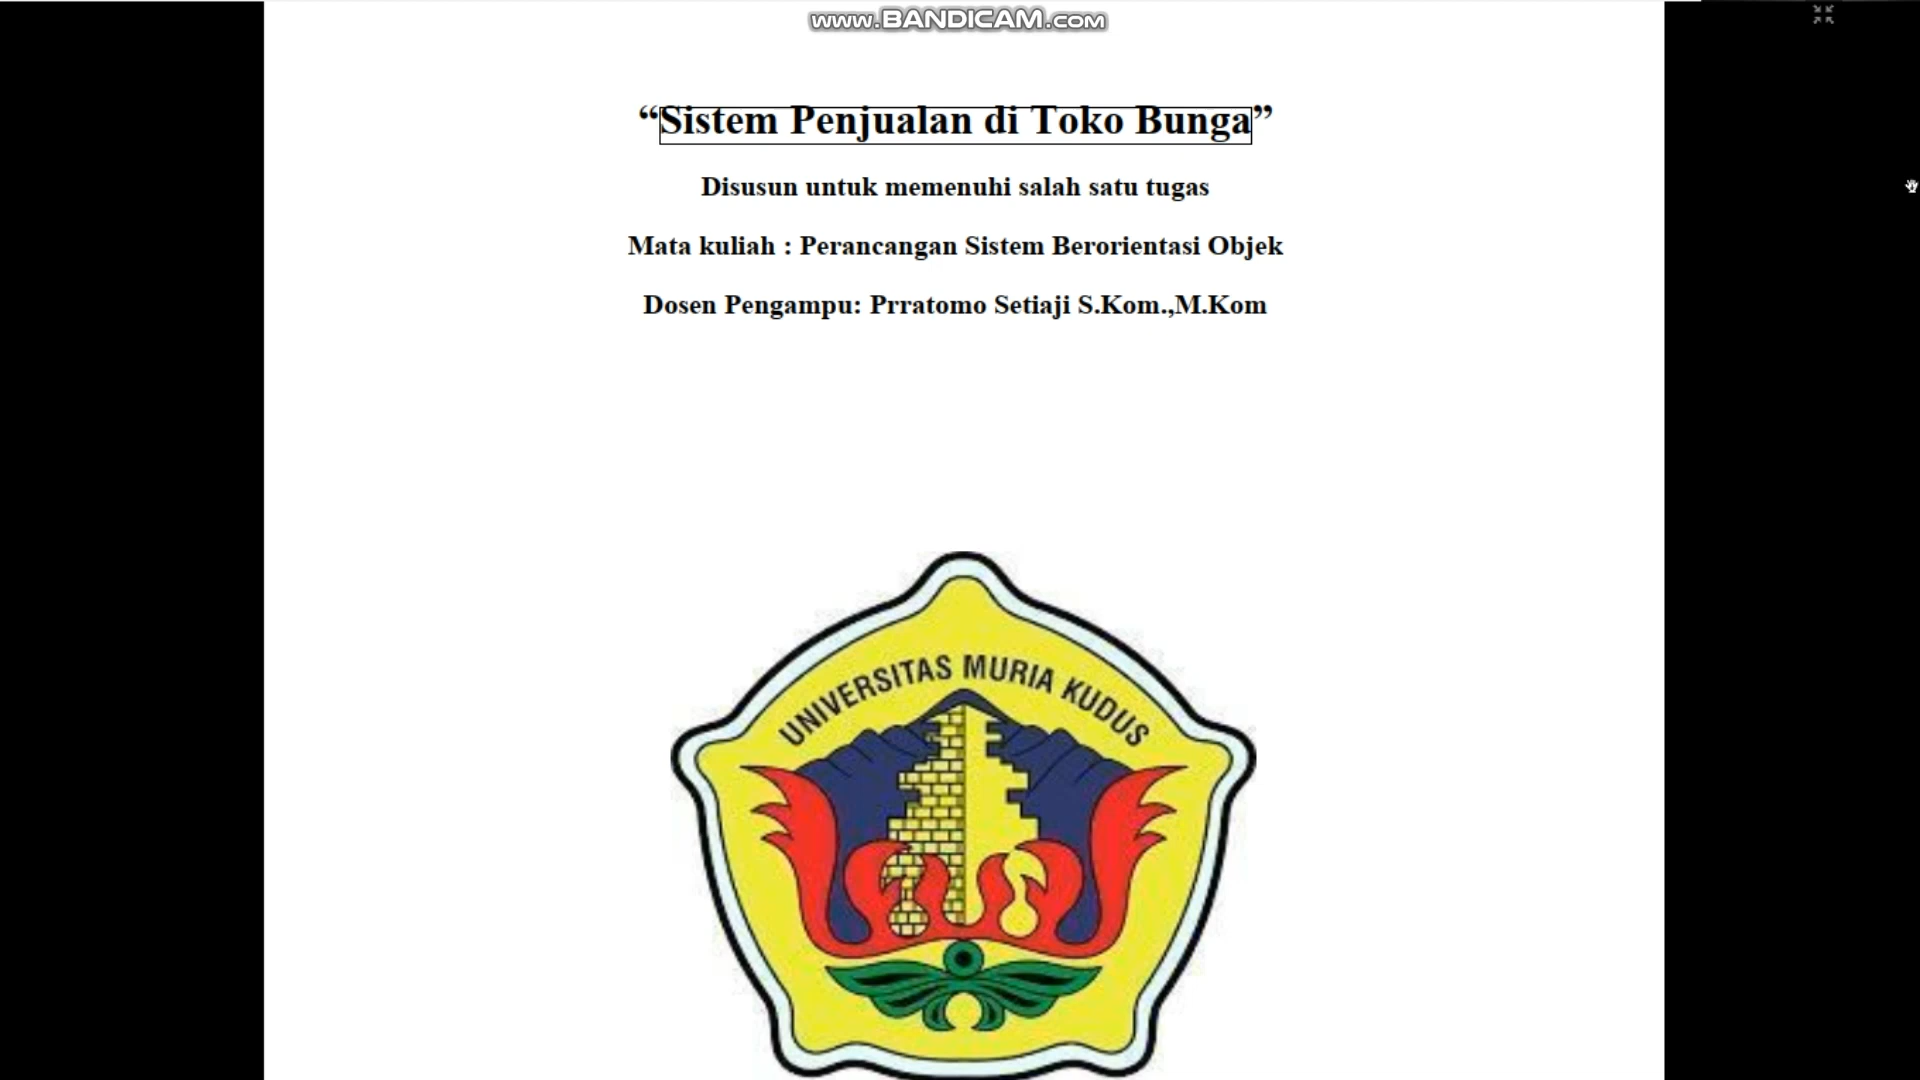 www.BANDICAM.com
“Sistem Penjualan di Toko Bunga”
Disusun untuk memenuhi salah satu tugas
Mata kuliah : Perancangan Sistem Berorientasi Objek
Dosen Pengampu: Prratomo Setiaji S.Kom.,M.Kom
UNIVERSITAS MURIA KUDUS